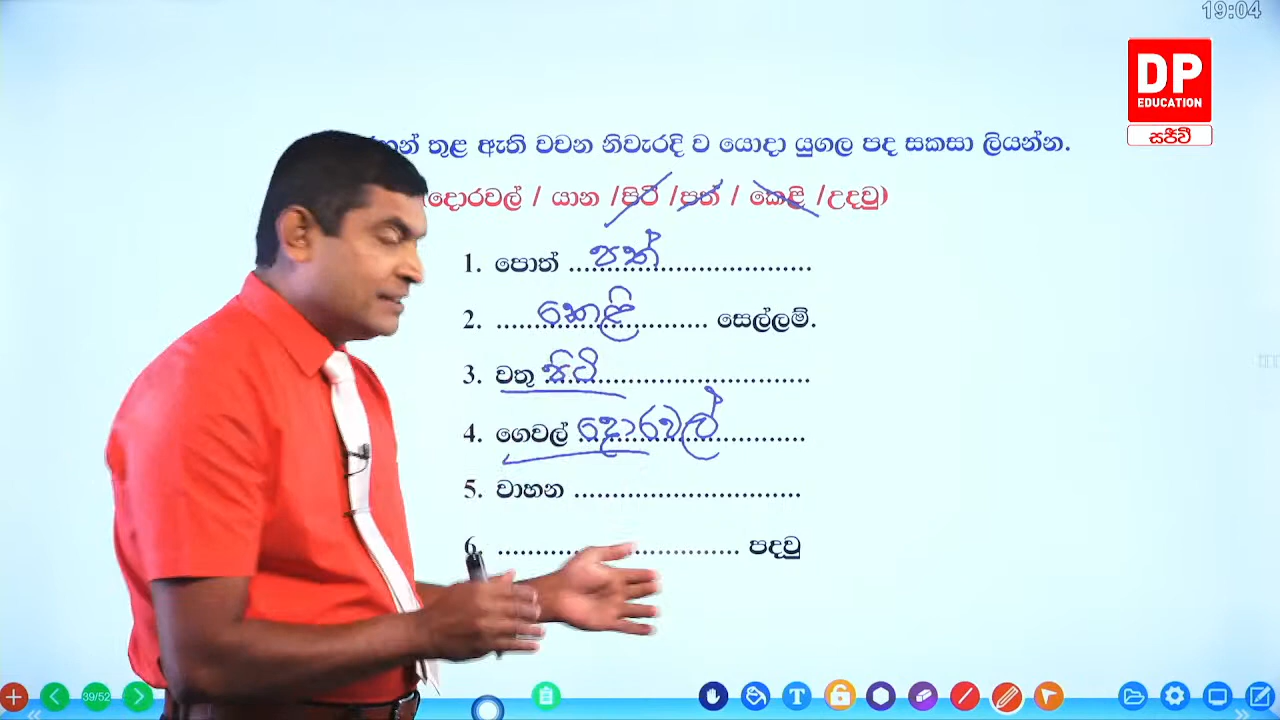 19:04
DP
EDUCATION
සජීවී
තුළ ඇති වචන නිවැරදි ව යොදා යුගල පද සකසා ලියන්න.
(දොරවල් / යාන /පිටි /පත් / කෙළි /උදවු)
1. පොත් පත්
2. කෙළි සෙල්ලම්.
3. වතු පිටි
4. ගෙවල් දොරවල්
5. වාහන ..............................
6. ................................ පදවු
39/52